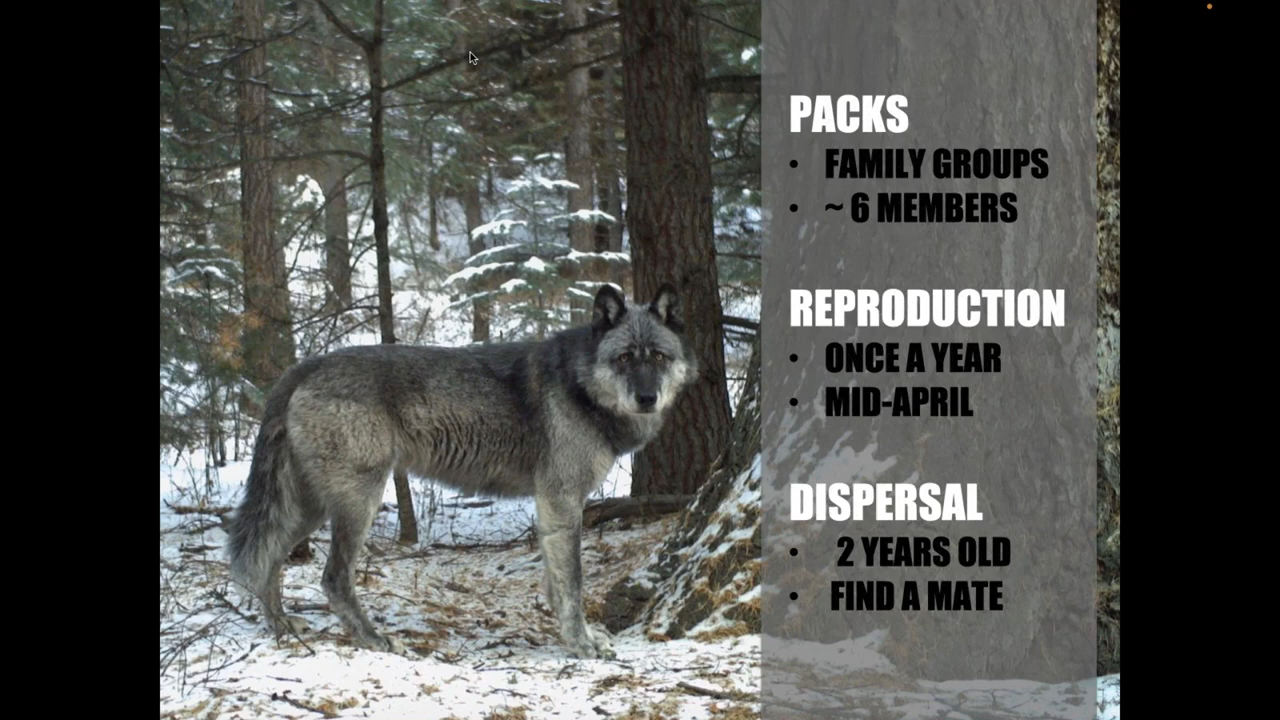 PACKS
• FAMILY GROUPS
• ~ 6 MEMBERS
REPRODUCTION
• ONCE A YEAR
• MID-APRIL
DISPERSAL
• 2 YEARS OLD
• FIND A MATE